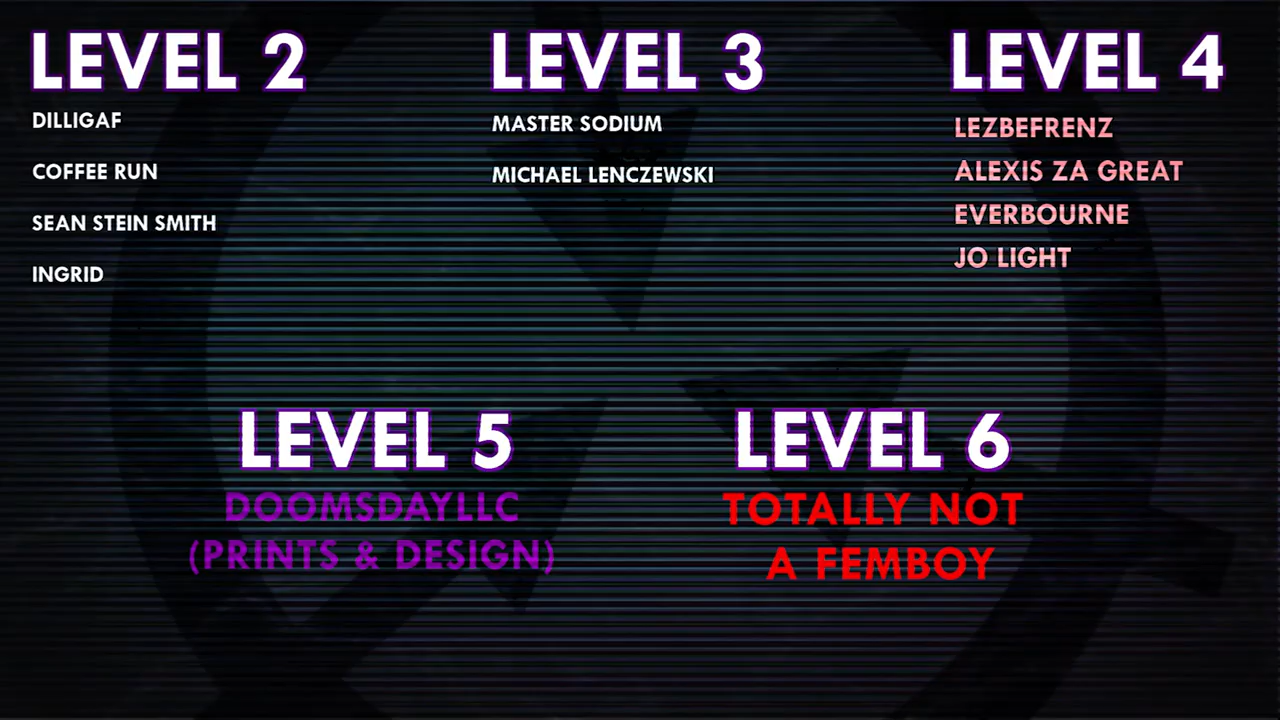 LEVEL 2
DILLIGAF
COFFEE RUN
SEAN STEIN SMITH
INGRID
LEVEL 3
MASTER SODIUM
MICHAEL LENCZEWSKI
LEVEL 4
LEZBEFRENZ
ALEXIS ZA GREAT
EVERBOURNE
JO LIGHT
LEVEL 5
DOOMSDAYLLC
(PRINTS & DESIGN)
LEVEL 6
TOTALLY NOT
A FEMBOY